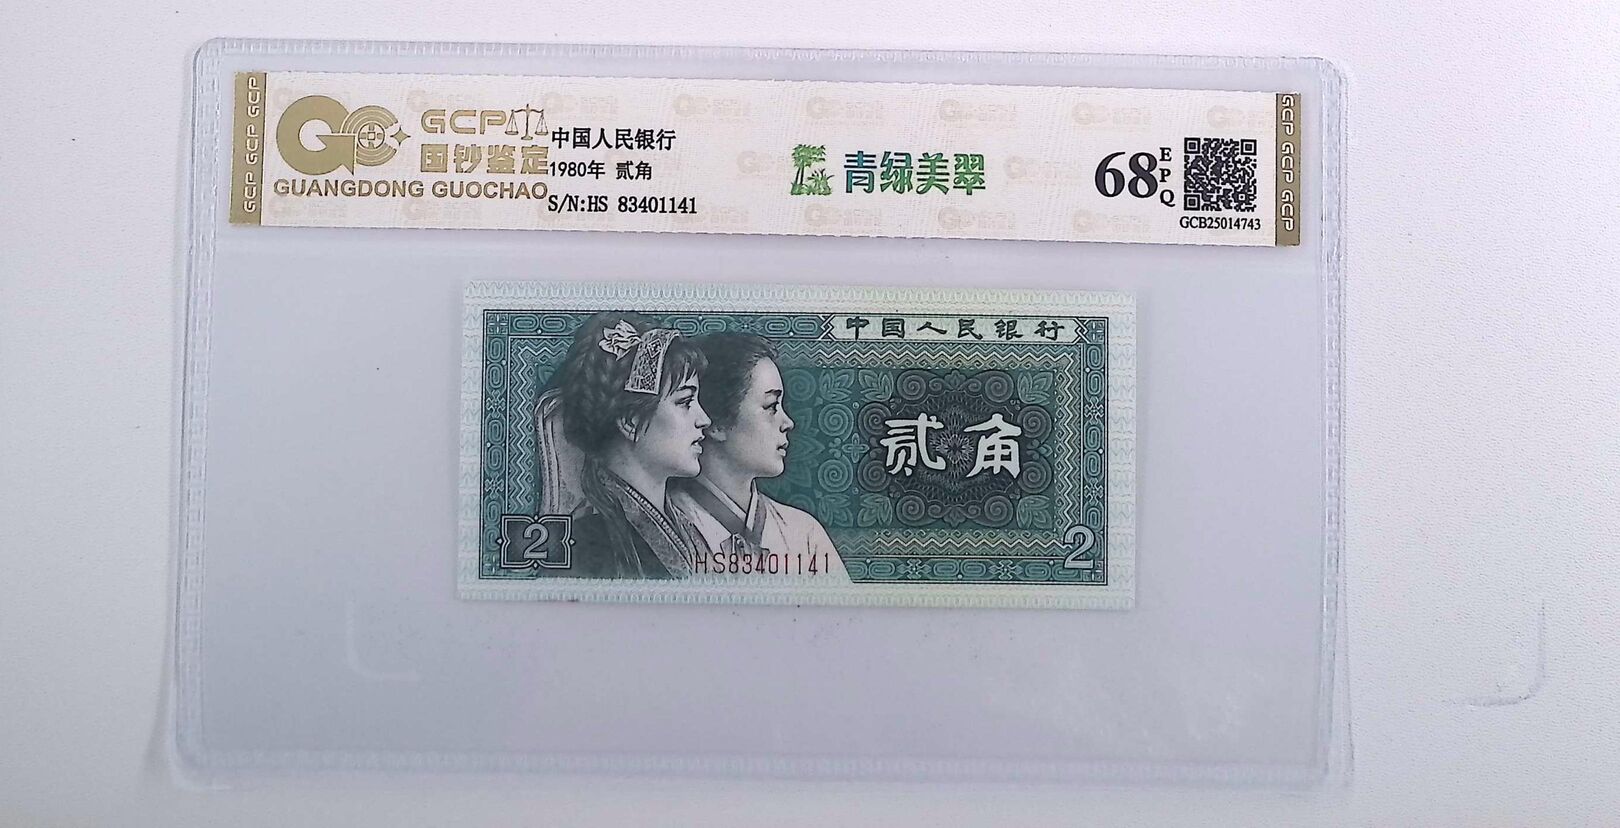 GCP GCP GCP
GCP
国钞鉴定
GUANGDONG GUOCHAO
中国人民银行
1980年 贰角
S/N:HS 83401141
青绿美翠
68
EPQ
GCB25014743
GCP GCP GCP
中国人民银行
贰角
2
HS83401141
2